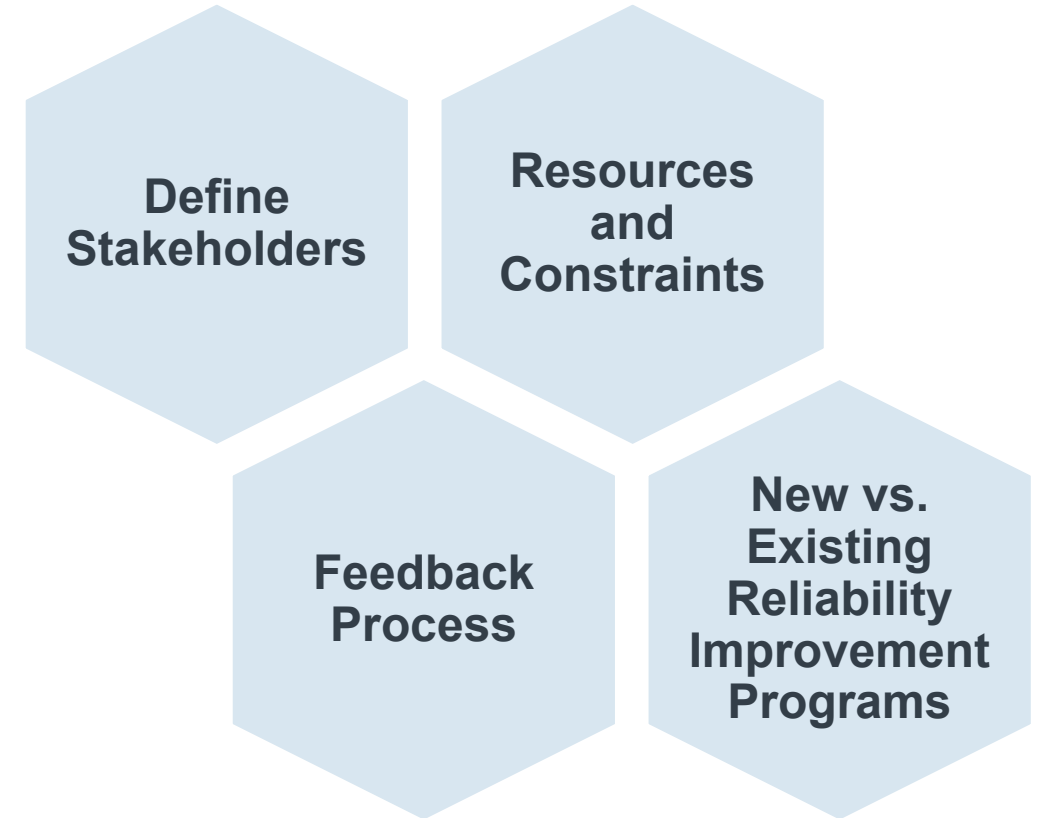 Define
Stakeholders
Resources
and
Constraints
Feedback
Process
New vs.
Existing
Reliability
Improvement
Programs